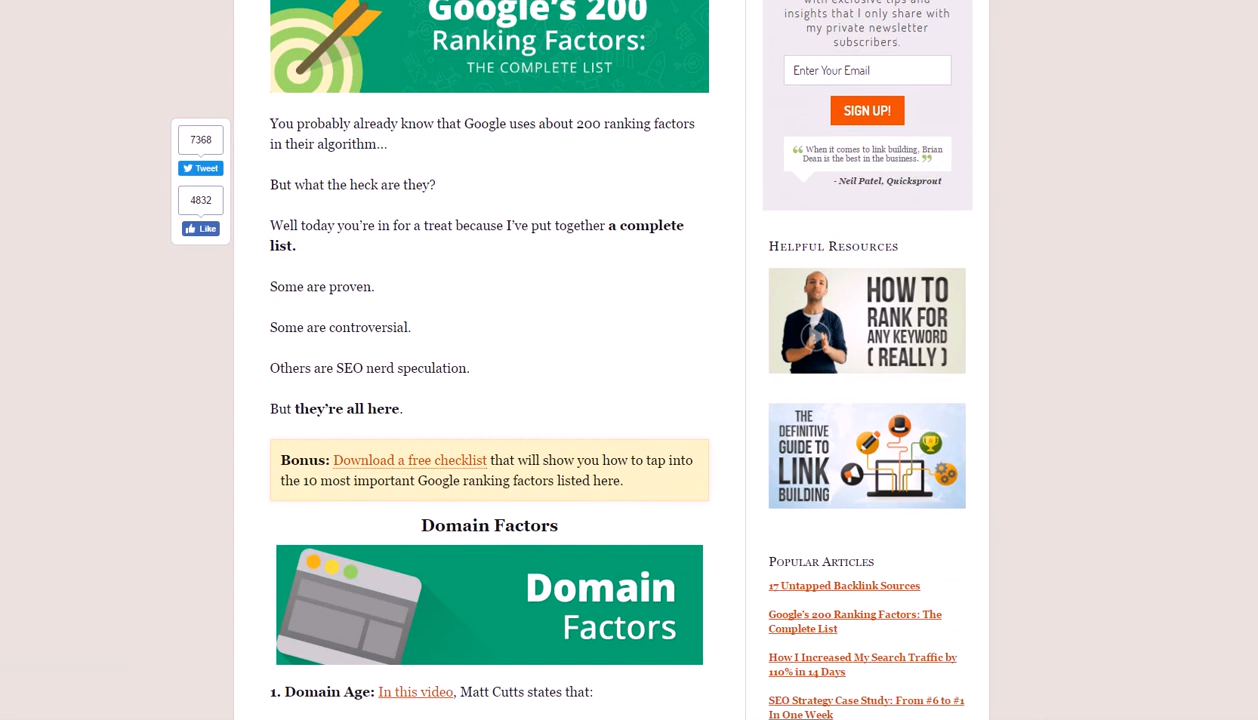 Google's 200
Ranking Factors:
THE COMPLETE LIST
You probably already know that Google uses about 200 ranking factors
in their algorithm…
But what the heck are they?
Well today you're in for a treat because I've put together a complete
list.
Some are proven.
Some are controversial.
Others are SEO nerd speculation.
But they're all here.
Bonus: Download a free checklist that will show you how to tap into
the 10 most important Google ranking factors listed here.
Domain Factors
Domain
Factors
1. Domain Age: In this video, Matt Cutts states that:
7368
Tweet
4832
Like
with exclusive tips and
insights that I only share with
my private newsletter
subscribers.
Enter Your Email
SIGN UP!
When it comes to link building, Brian
Dean is the best in the business.
- Neil Patel, Quicksprout
HELPFUL RESOURCES
HOW TO
RANK FOR
ANY KEYWORD
( REALLY )
THE
DEFINITIVE
GUIDE TO
LINK
BUILDING
POPULAR ARTICLES
17 Untapped Backlink Sources
Google's 200 Ranking Factors: The
Complete List
How I Increased My Search Traffic by
110% in 14 Days
SEO Strategy Case Study: From #6 to #1
In One Week